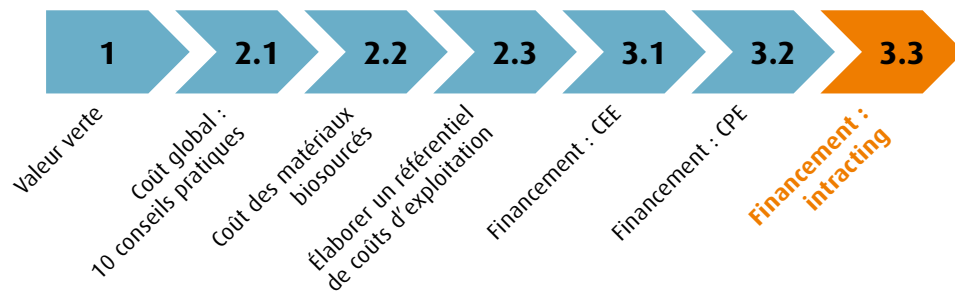 1
2.1
2.2
2.3
3.1
3.2
3.3
Valeur verte
Coût global :
10 conseils pratiques
Coût des matériaux
biosourcés
Élaborer un référentiel
de coûts d'exploitation
Financement : CEE
Financement : CPE
Financement :
intracting